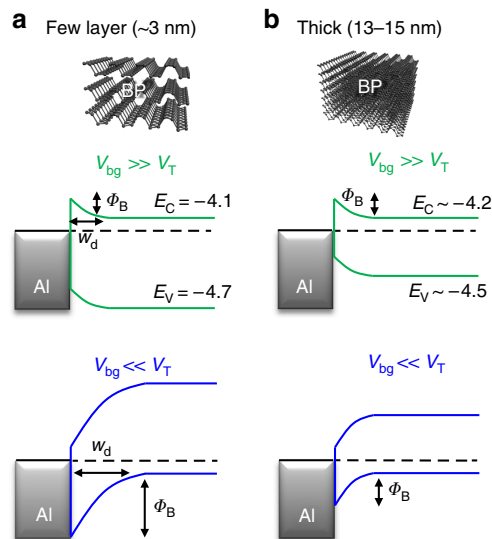 a Few layer (~3 nm)
BP
V_bg >> V_T
Φ_B
E_C = −4.1
w_d
Al
E_V = −4.7
V_bg << V_T
w_d
Al
Φ_B
b Thick (13–15 nm)
BP
V_bg >> V_T
Φ_B
E_C ~ −4.2
Al
E_V ~ −4.5
V_bg << V_T
Al
Φ_B